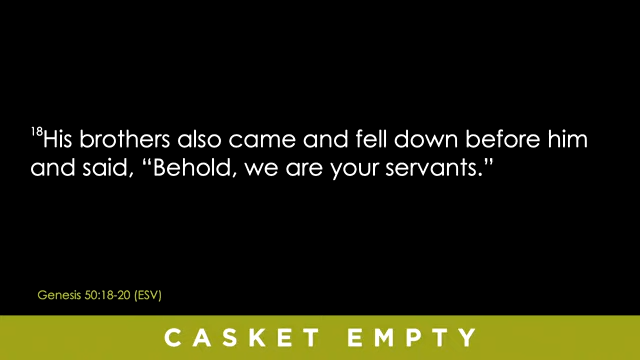 18His brothers also came and fell down before him
and said, “Behold, we are your servants.”
Genesis 50:18-20 (ESV)
CASKET EMPTY